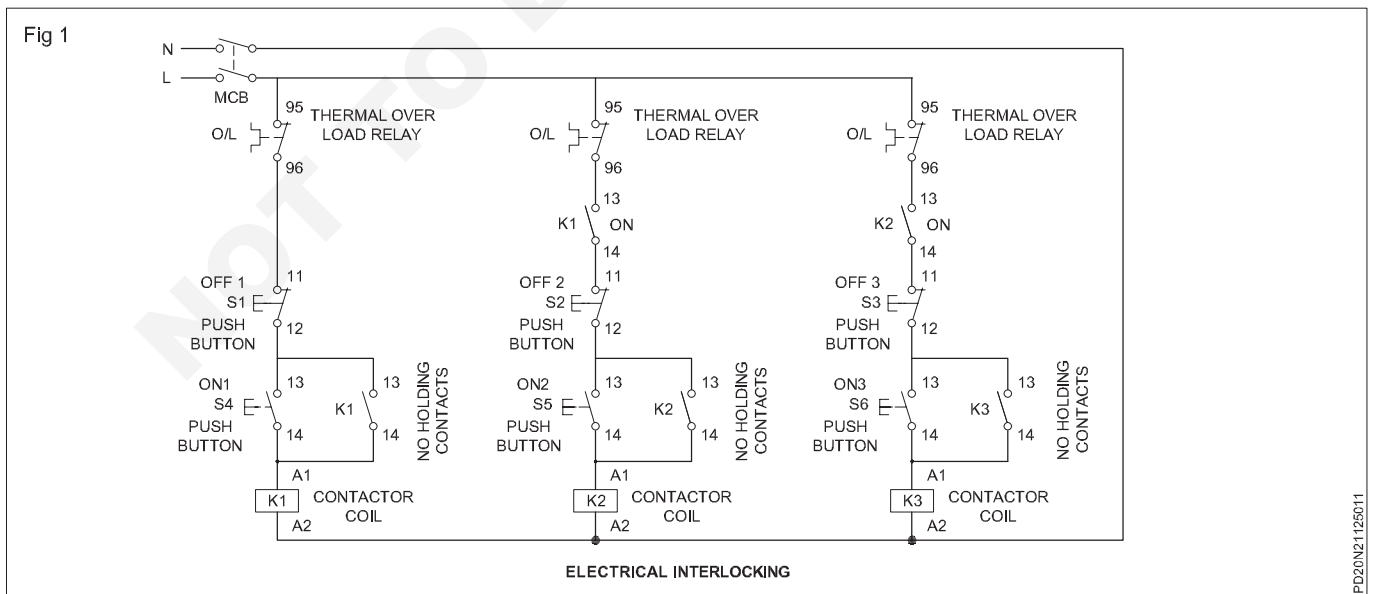 Fig 1
N
L
MCB
95
THERMAL OVER
LOAD RELAY
O/L
96
OFF 1
11
S1
PUSH
BUTTON
12
ON1
13
S4
PUSH
BUTTON
14
K1
13
14
NO HOLDING
CONTACTS
A1
K1
CONTACTOR
COIL
A2
95
THERMAL OVER
LOAD RELAY
O/L
96
13
K1
ON
14
OFF 2
11
S2
PUSH
BUTTON
12
ON2
13
S5
PUSH
BUTTON
14
K2
13
14
NO HOLDING
CONTACTS
A1
K2
CONTACTOR
COIL
A2
95
THERMAL OVER
LOAD RELAY
O/L
96
13
K2
ON
14
OFF 3
11
S3
PUSH
BUTTON
12
ON3
13
S6
PUSH
BUTTON
14
K3
13
14
NO HOLDING
CONTACTS
A1
K3
CONTACTOR
COIL
A2
ELECTRICAL INTERLOCKING
PD20N21125011
NOT TO